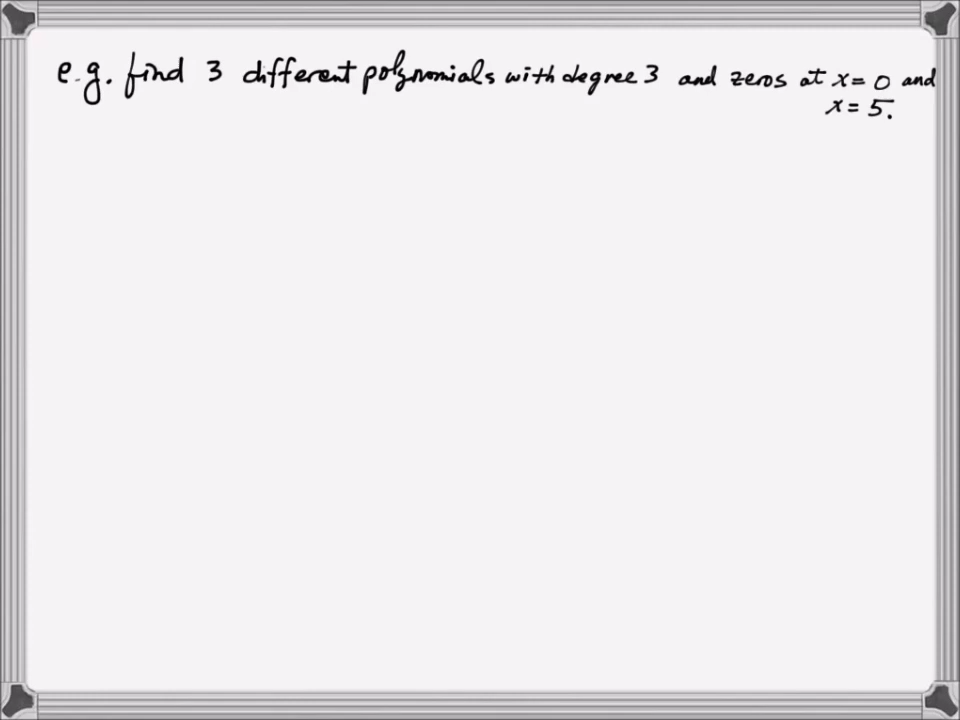 e.g. find 3 different polynomials with degree 3 and zeros at x = 0 and
x = 5.